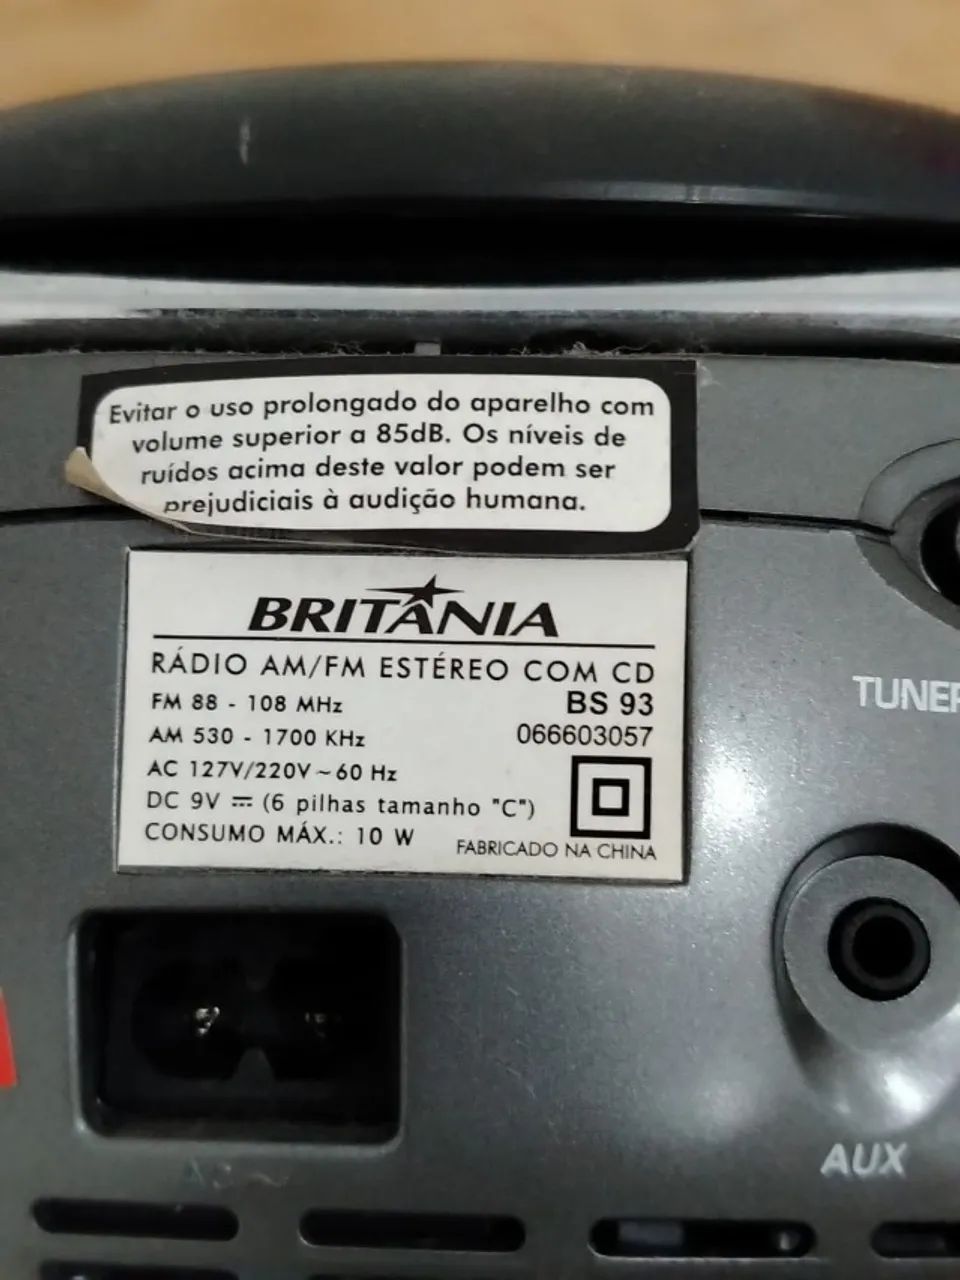 Evitar o uso prolongado do aparelho com
volume superior a 85dB. Os níveis de
ruídos acima deste valor podem ser
prejudiciais à audição humana.
BRITÂNIA
RÁDIO AM/FM ESTÉREO COM CD
FM 88 - 108 MHz
BS 93
AM 530 - 1700 KHz
066603057
AC 127V/220V ~ 60 Hz
DC 9V ⎓ (6 pilhas tamanho "C")
CONSUMO MÁX.: 10 W
FABRICADO NA CHINA
TUNER
AUX